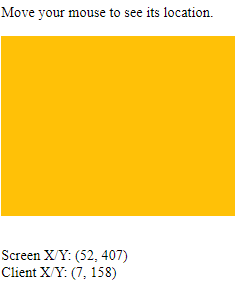 Move your mouse to see its location.
Screen X/Y: (52, 407)
Client X/Y: (7, 158)